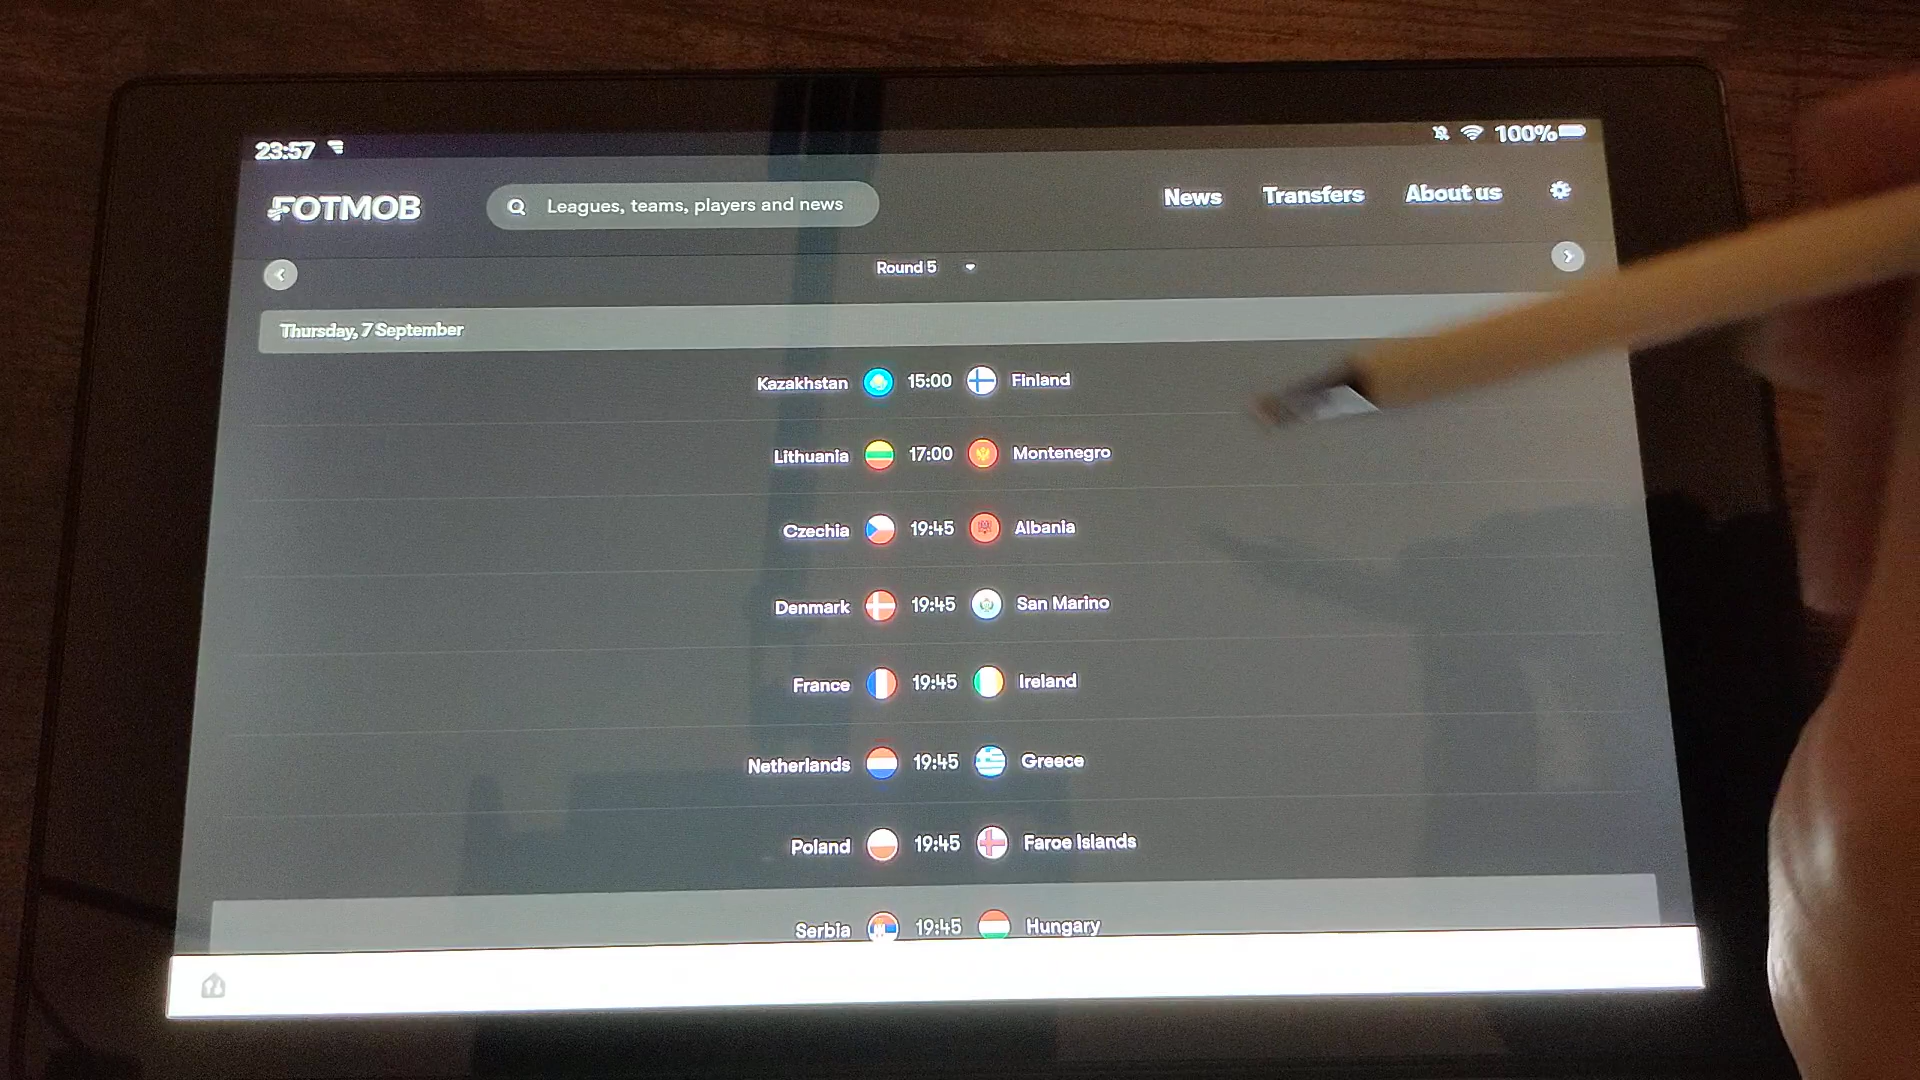 23:57
100%
FOTMOB
Leagues, teams, players and news
News Transfers About us
Round 5
Thursday, 7 September
Kazakhstan 15:00 Finland
Lithuania 17:00 Montenegro
Czechia 19:45 Albania
Denmark 19:45 San Marino
France 19:45 Ireland
Netherlands 19:45 Greece
Poland 19:45 Faroe Islands
Serbia 19:45 Hungary